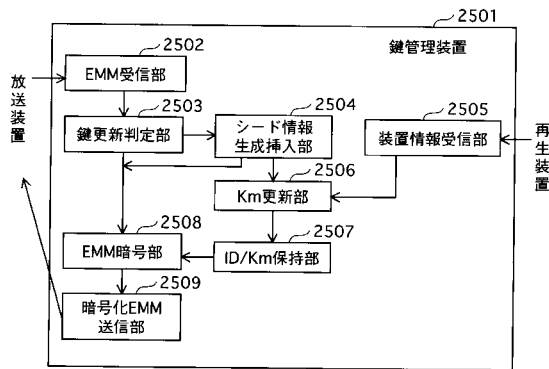 2501
鍵管理装置
放送装置
2502
EMM受信部
2503
鍵更新判定部
2504
シード情報
生成挿入部
2505
装置情報受信部
再生装置
2506
Km更新部
2508
EMM暗号部
2507
ID/Km保持部
2509
暗号化EMM
送信部